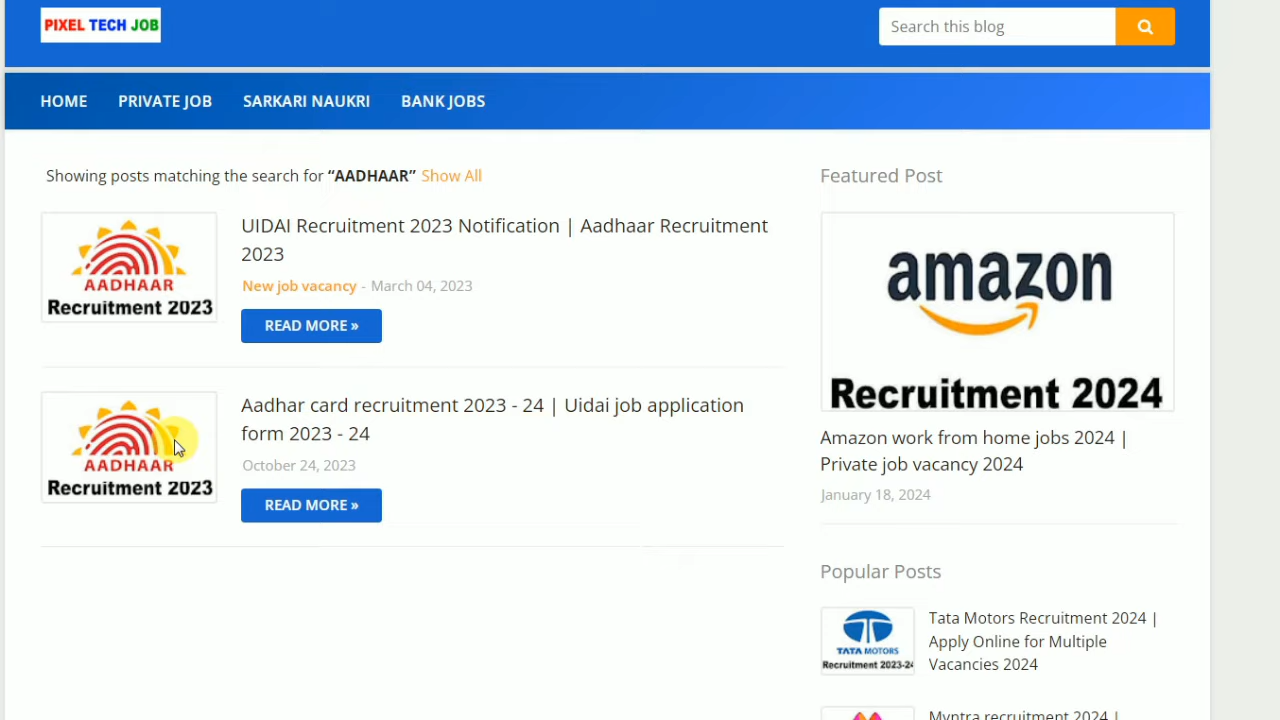 PIXEL TECH JOB
Search this blog
HOME
PRIVATE JOB
SARKARI NAUKRI
BANK JOBS
Showing posts matching the search for “AADHAAR” Show All
AADHAAR
Recruitment 2023
UIDAI Recruitment 2023 Notification | Aadhaar Recruitment
2023
New job vacancy - March 04, 2023
READ MORE »
AADHAAR
Recruitment 2023
Aadhar card recruitment 2023 - 24 | Uidai job application
form 2023 - 24
October 24, 2023
READ MORE »
Featured Post
amazon
Recruitment 2024
Amazon work from home jobs 2024 |
Private job vacancy 2024
January 18, 2024
Popular Posts
TATA MOTORS
Recruitment 2023-24
Tata Motors Recruitment 2024 |
Apply Online for Multiple
Vacancies 2024
Myntra recruitment 2024 |